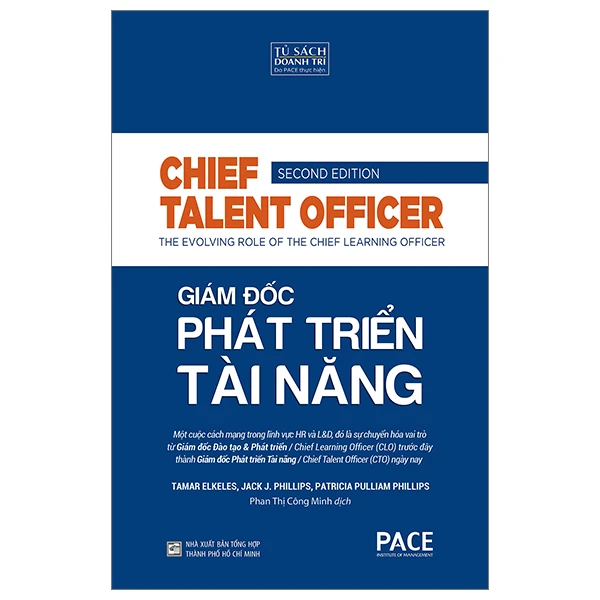 TỦ SÁCH
DOANH TRÍ
Do PACE thực hiện
CHIEF SECOND EDITION
TALENT OFFICER
THE EVOLVING ROLE OF THE CHIEF LEARNING OFFICER
GIÁM ĐỐC
PHÁT TRIỂN
TÀI NĂNG
Một cuộc cách mạng trong lĩnh vực HR và L&D, đó là sự chuyển hóa vai trò
từ Giám đốc Đào tạo & Phát triển / Chief Learning Officer (CLO) trước đây
thành Giám đốc Phát triển Tài năng / Chief Talent Officer (CTO) ngày nay
TAMAR ELKELES, JACK J. PHILLIPS, PATRICIA PULLIAM PHILLIPS
Phan Thị Công Minh dịch
NHÀ XUẤT BẢN TỔNG HỢP
THÀNH PHỐ HỒ CHÍ MINH
PACE
INSTITUTE OF MANAGEMENT